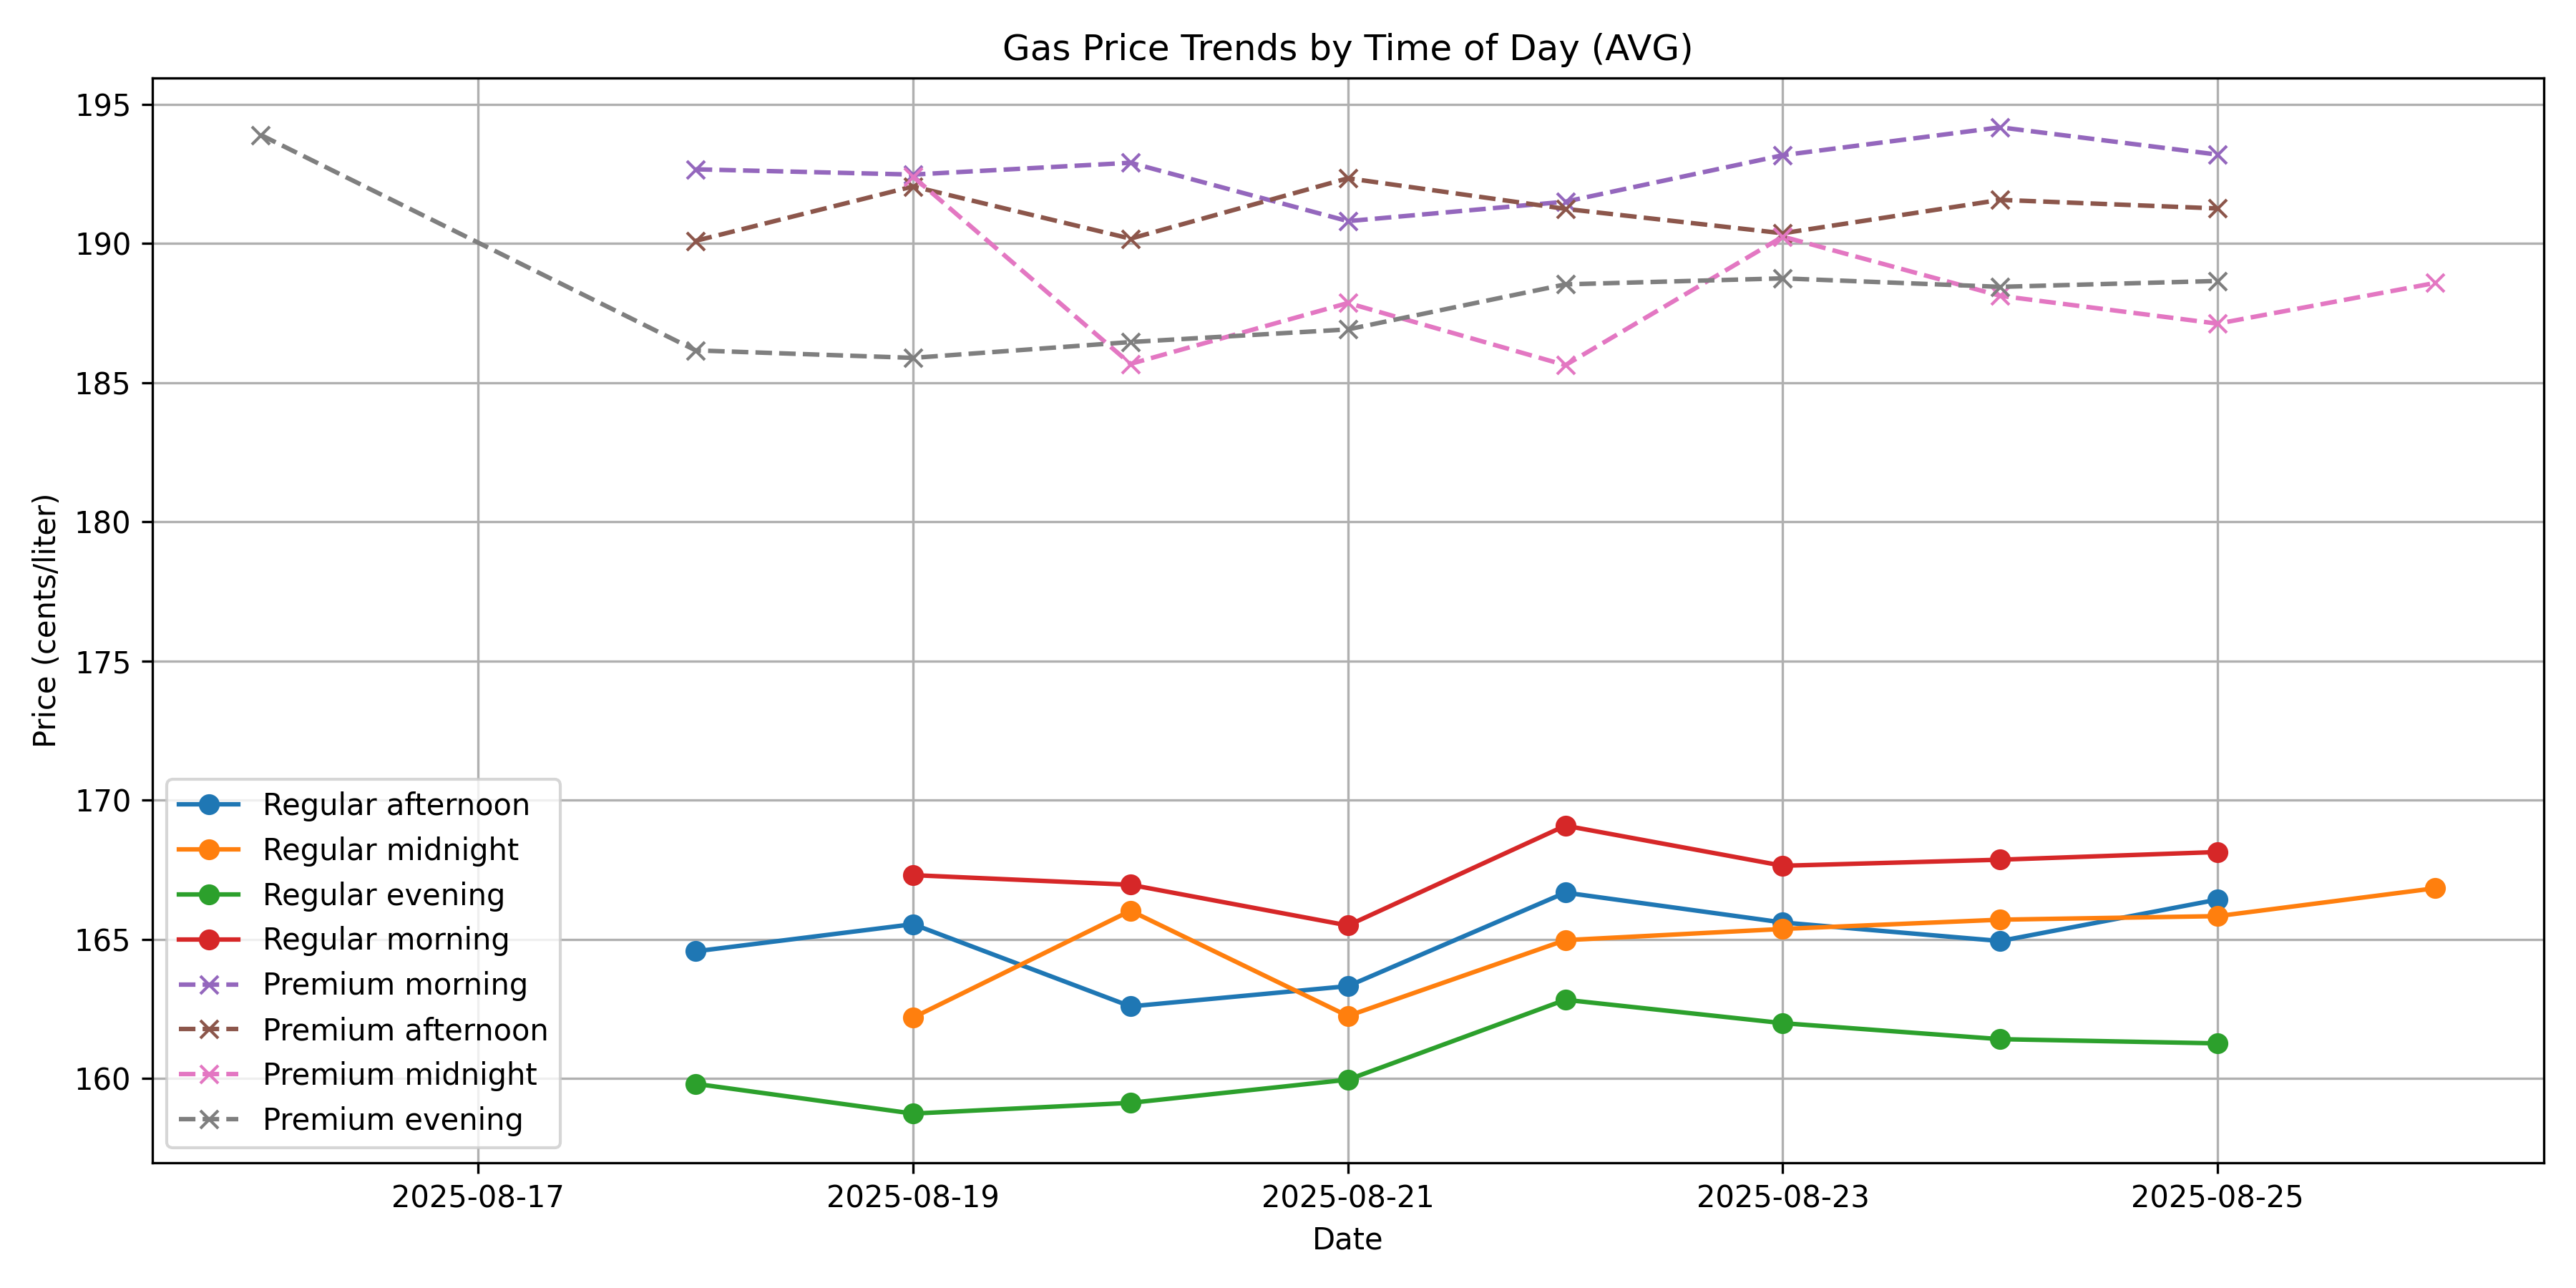 Gas Price Trends by Time of Day (AVG)
Price (cents/liter)
195
190
185
180
175
170
165
160
Regular afternoon
Regular midnight
Regular evening
Regular morning
Premium morning
Premium afternoon
Premium midnight
Premium evening
2025-08-17 2025-08-19 2025-08-21 2025-08-23 2025-08-25
Date